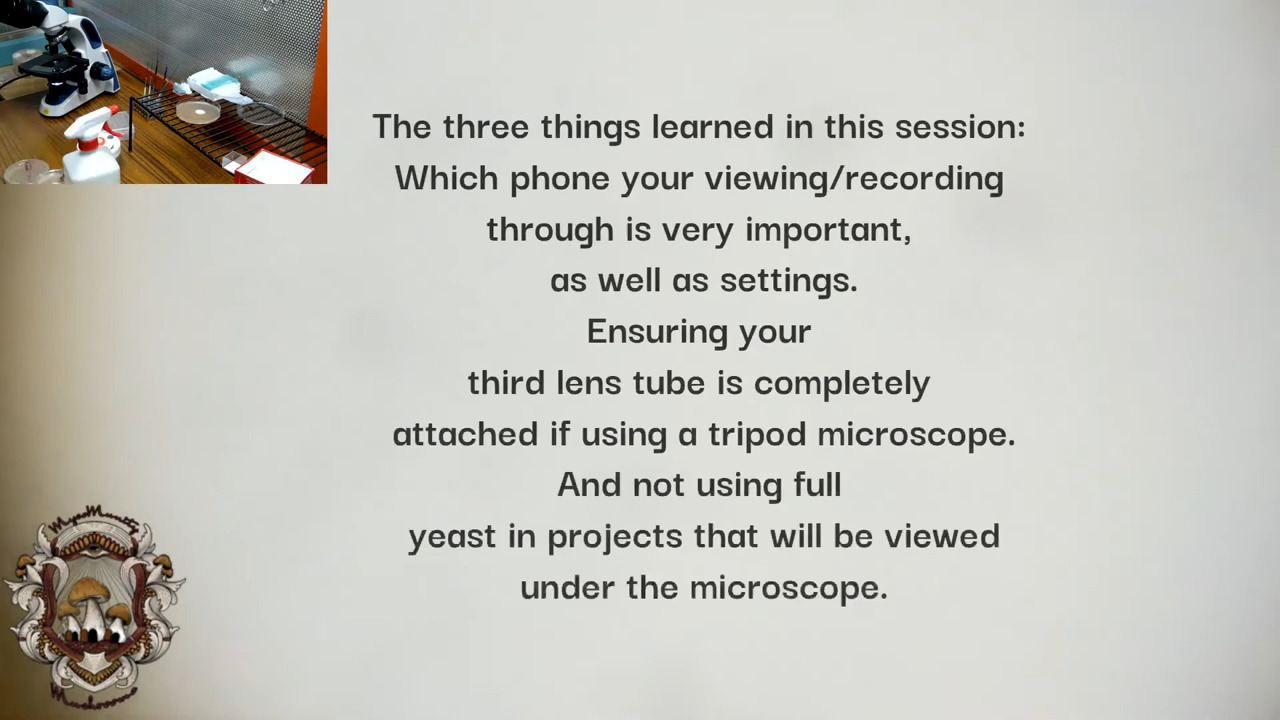 The three things learned in this session:
Which phone your viewing/recording
through is very important,
as well as settings.
Ensuring your
third lens tube is completely
attached if using a tripod microscope.
And not using full
yeast in projects that will be viewed
under the microscope.
Mushrooms